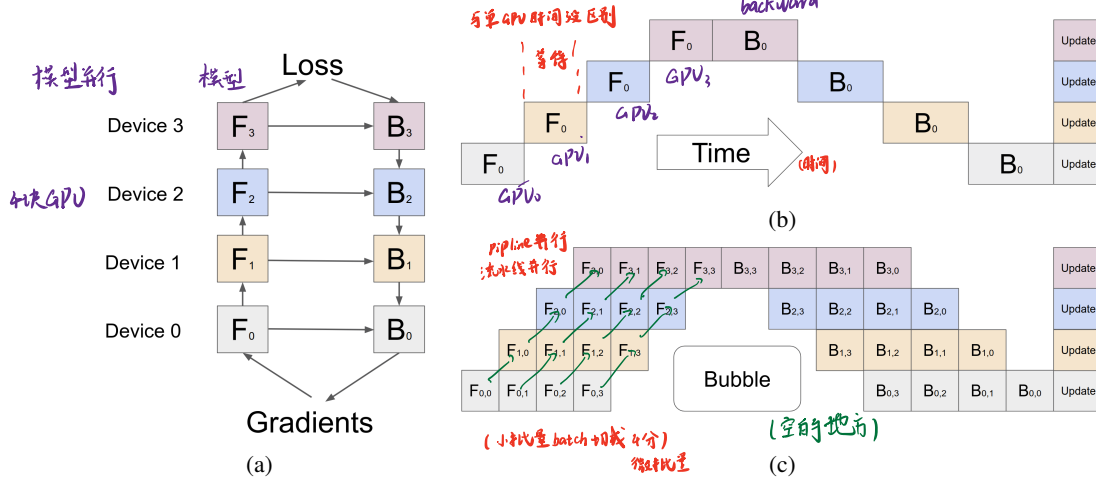 模型并行
模型
Loss
Device 3
F3
B3
4块GPU
Device 2
F2
B2
Device 1
F1
B1
Device 0
F0
B0
Gradients
(a)
与单GPU时间没区别
等待
backward
F0
B0
Update
GPU3
F0
B0
Update
GPU2
F0
B0
Update
GPU1
Time
(时间)
F0
B0
Update
GPU0
(b)
pipline并行
流水线并行
F3,0 F3,1 F3,2 F3,3 B3,3 B3,2 B3,1 B3,0 Update
F2,0 F2,1 F2,2 F2,3 B2,3 B2,2 B2,1 B2,0 Update
F1,0 F1,1 F1,2 F1,3 B1,3 B1,2 B1,1 B1,0 Update
Bubble
F0,0 F0,1 F0,2 F0,3 B0,3 B0,2 B0,1 B0,0 Update
(小批量batch切成4分)
微批量
(空的地方)
(c)